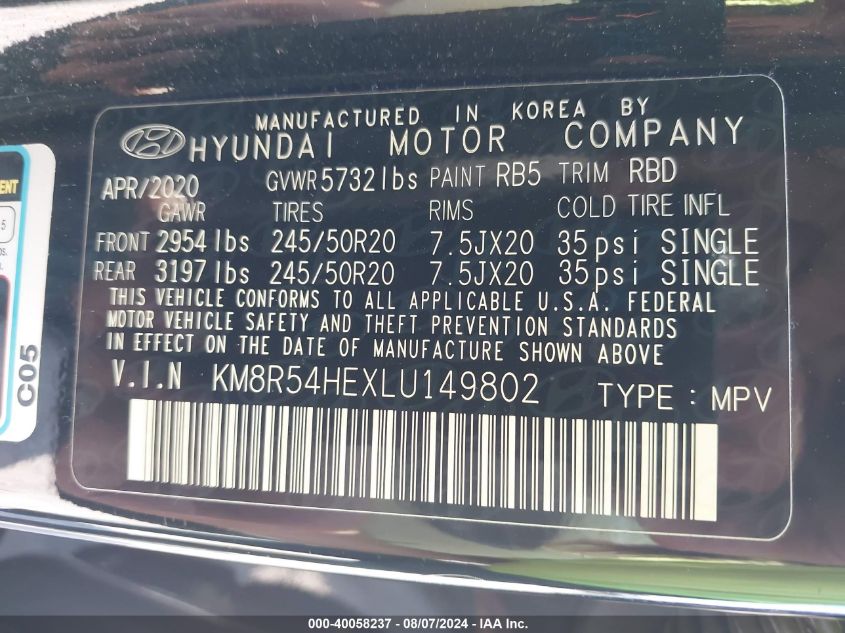 MANUFACTURED IN KOREA BY
HYUNDAI MOTOR COMPANY
APR/2020 GVWR 5732 lbs PAINT RB5 TRIM RBD
GAWR TIRES RIMS COLD TIRE INFL
FRONT 2954 lbs 245/50R20 7.5JX20 35psi SINGLE
REAR 3197 lbs 245/50R20 7.5JX20 35psi SINGLE
THIS VEHICLE CONFORMS TO ALL APPLICABLE U.S.A. FEDERAL
MOTOR VEHICLE SAFETY AND THEFT PREVENTION STANDARDS
IN EFFECT ON THE DATE OF MANUFACTURE SHOWN ABOVE
V.I.N KM8R54HEXLU149802 TYPE : MPV
C05
000-40058237 - 08/07/2024 - IAA Inc.